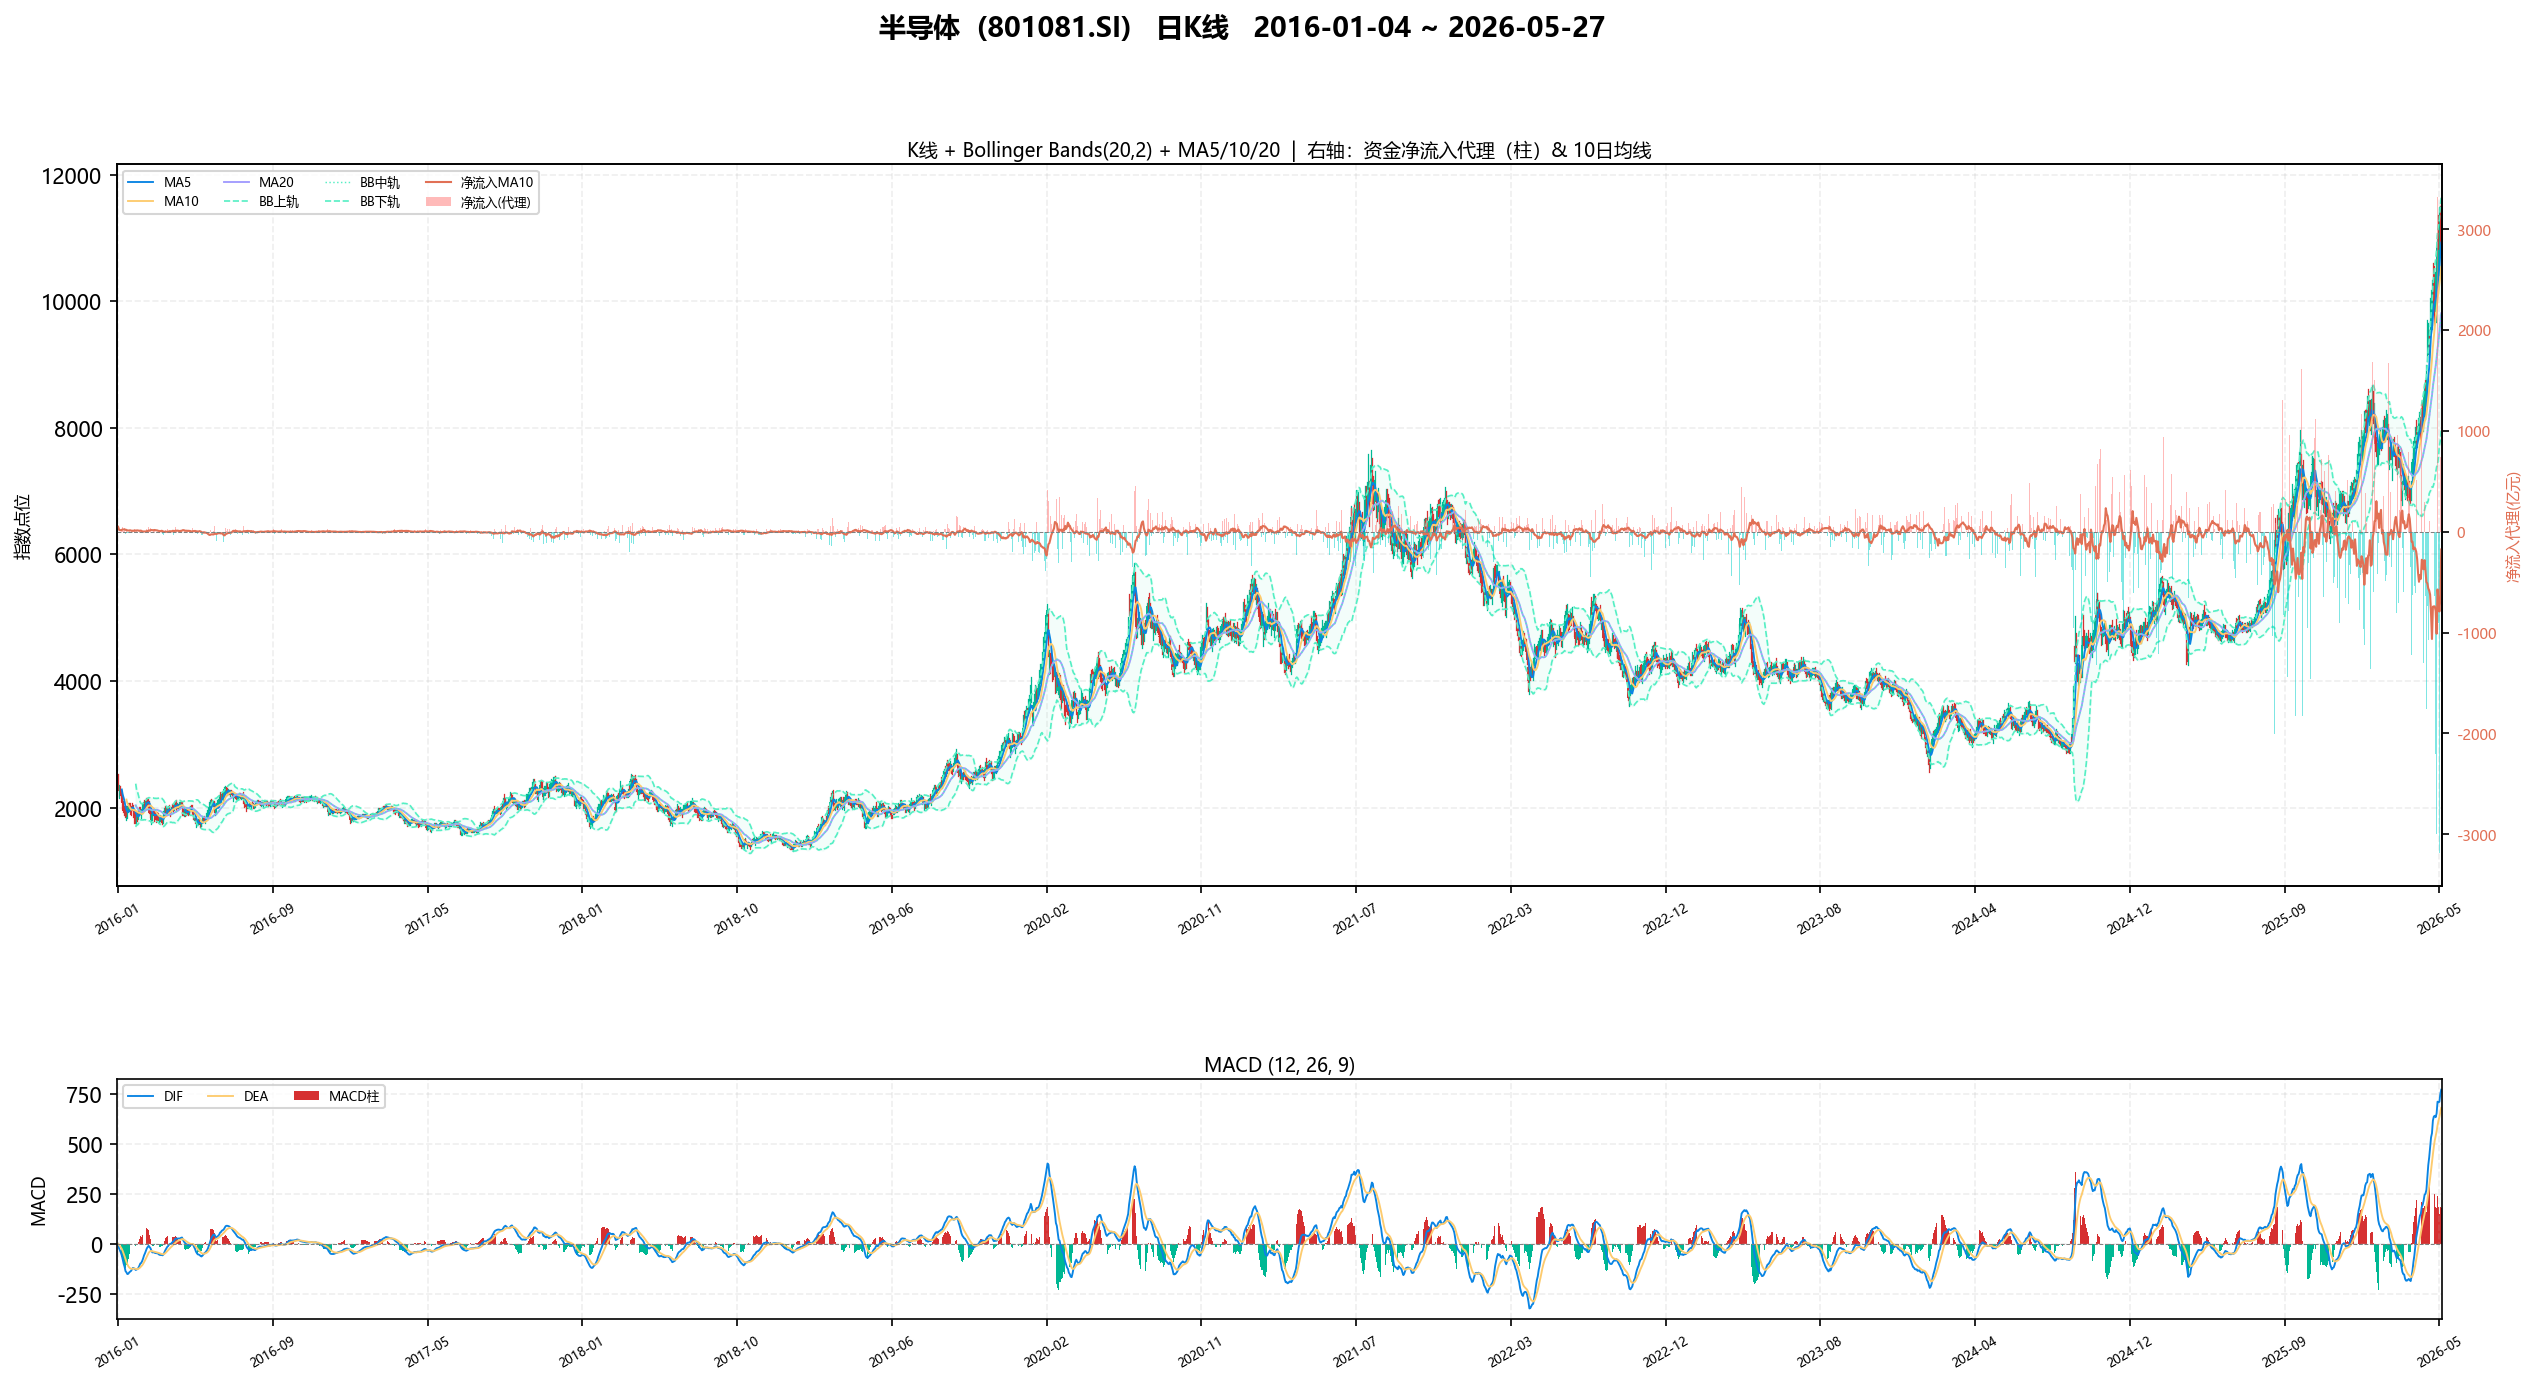 半导体 (801081.SI) 日K线 2016-01-04 ~ 2026-05-27
K线 + Bollinger Bands(20,2) + MA5/10/20 | 右轴：资金净流入代理（柱）& 10日均线
MA5 MA20 BB中轨 净流入MA10
MA10 BB上轨 BB下轨 净流入(代理)
指数点位
12000
10000
8000
6000
4000
2000
3000
2000
1000
0
-1000
-2000
-3000
净流入代理(亿元)
2016-01 2016-09 2017-05 2018-01 2018-10 2019-06 2020-02 2020-11 2021-07 2022-03 2022-12 2023-08 2024-04 2024-12 2025-09 2026-05
MACD (12, 26, 9)
DIF DEA MACD柱
MACD
750
500
250
0
-250
2016-01 2016-09 2017-05 2018-01 2018-10 2019-06 2020-02 2020-11 2021-07 2022-03 2022-12 2023-08 2024-04 2024-12 2025-09 2026-05